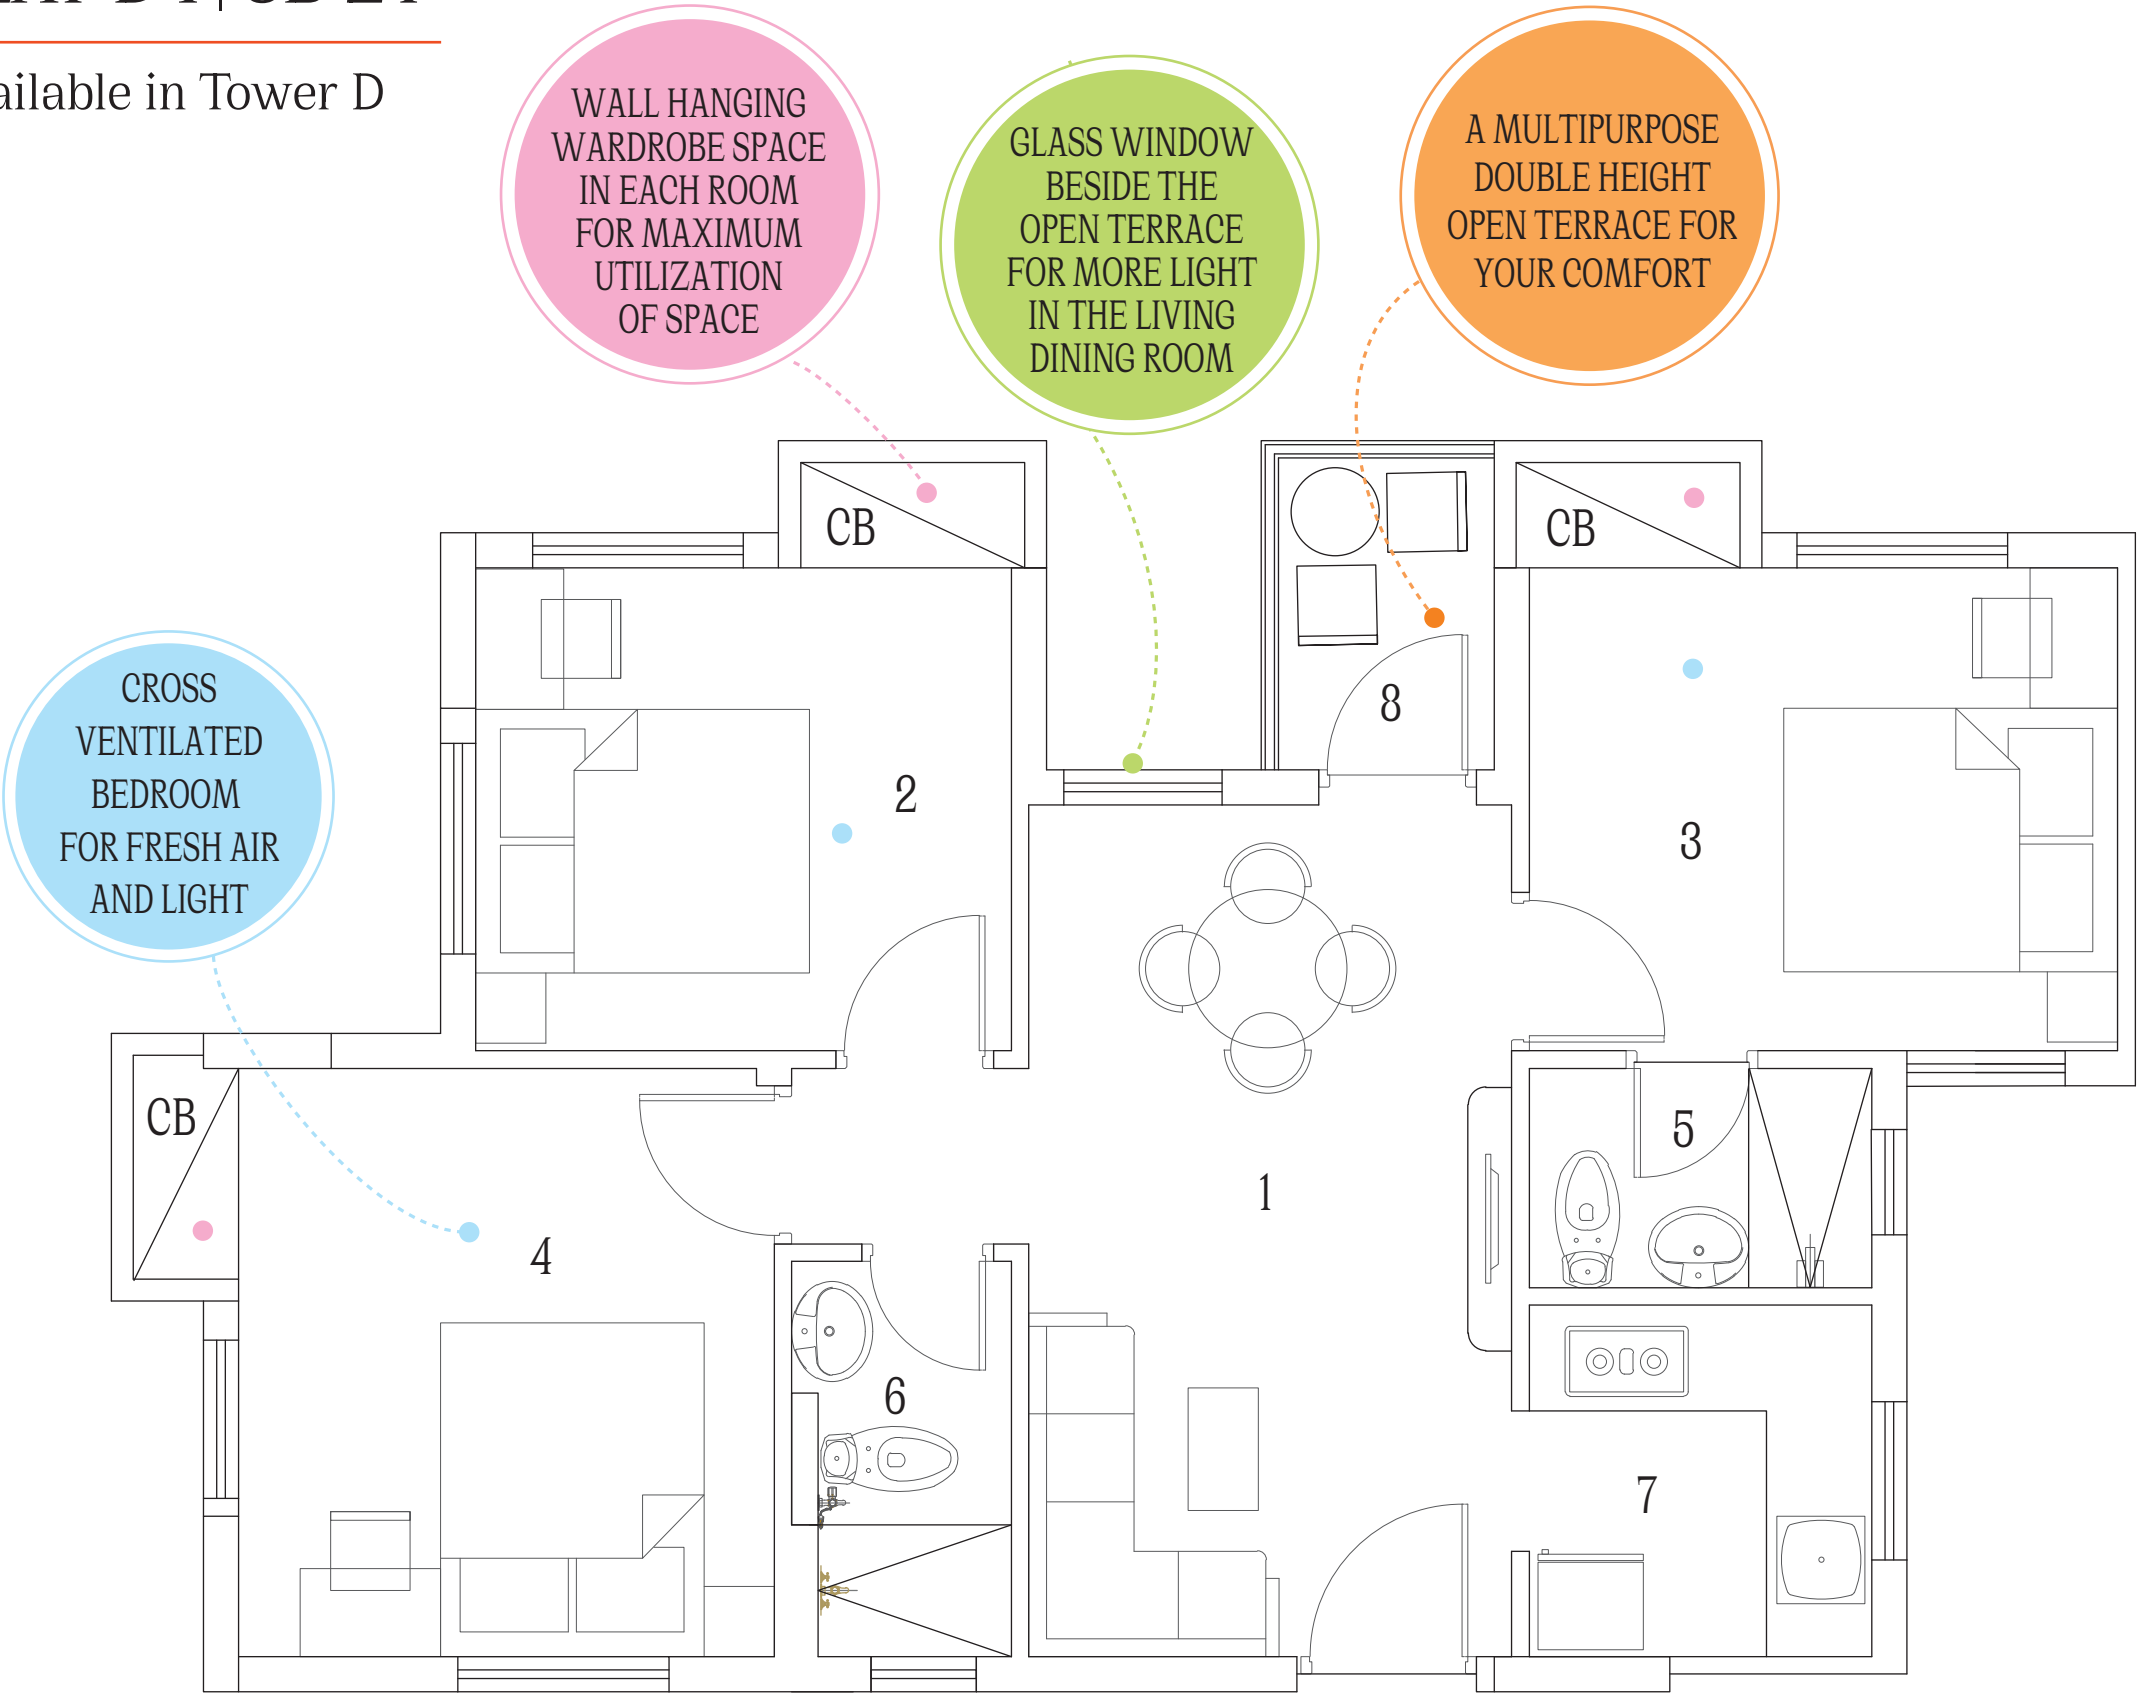 ailable in Tower D
WALL HANGING
WARDROBE SPACE
IN EACH ROOM
FOR MAXIMUM
UTILIZATION
OF SPACE
GLASS WINDOW
BESIDE THE
OPEN TERRACE
FOR MORE LIGHT
IN THE LIVING
DINING ROOM
A MULTIPURPOSE
DOUBLE HEIGHT
OPEN TERRACE FOR
YOUR COMFORT
CROSS
VENTILATED
BEDROOM
FOR FRESH AIR
AND LIGHT
CB
CB
8
2
3
CB
5
1
4
6
7